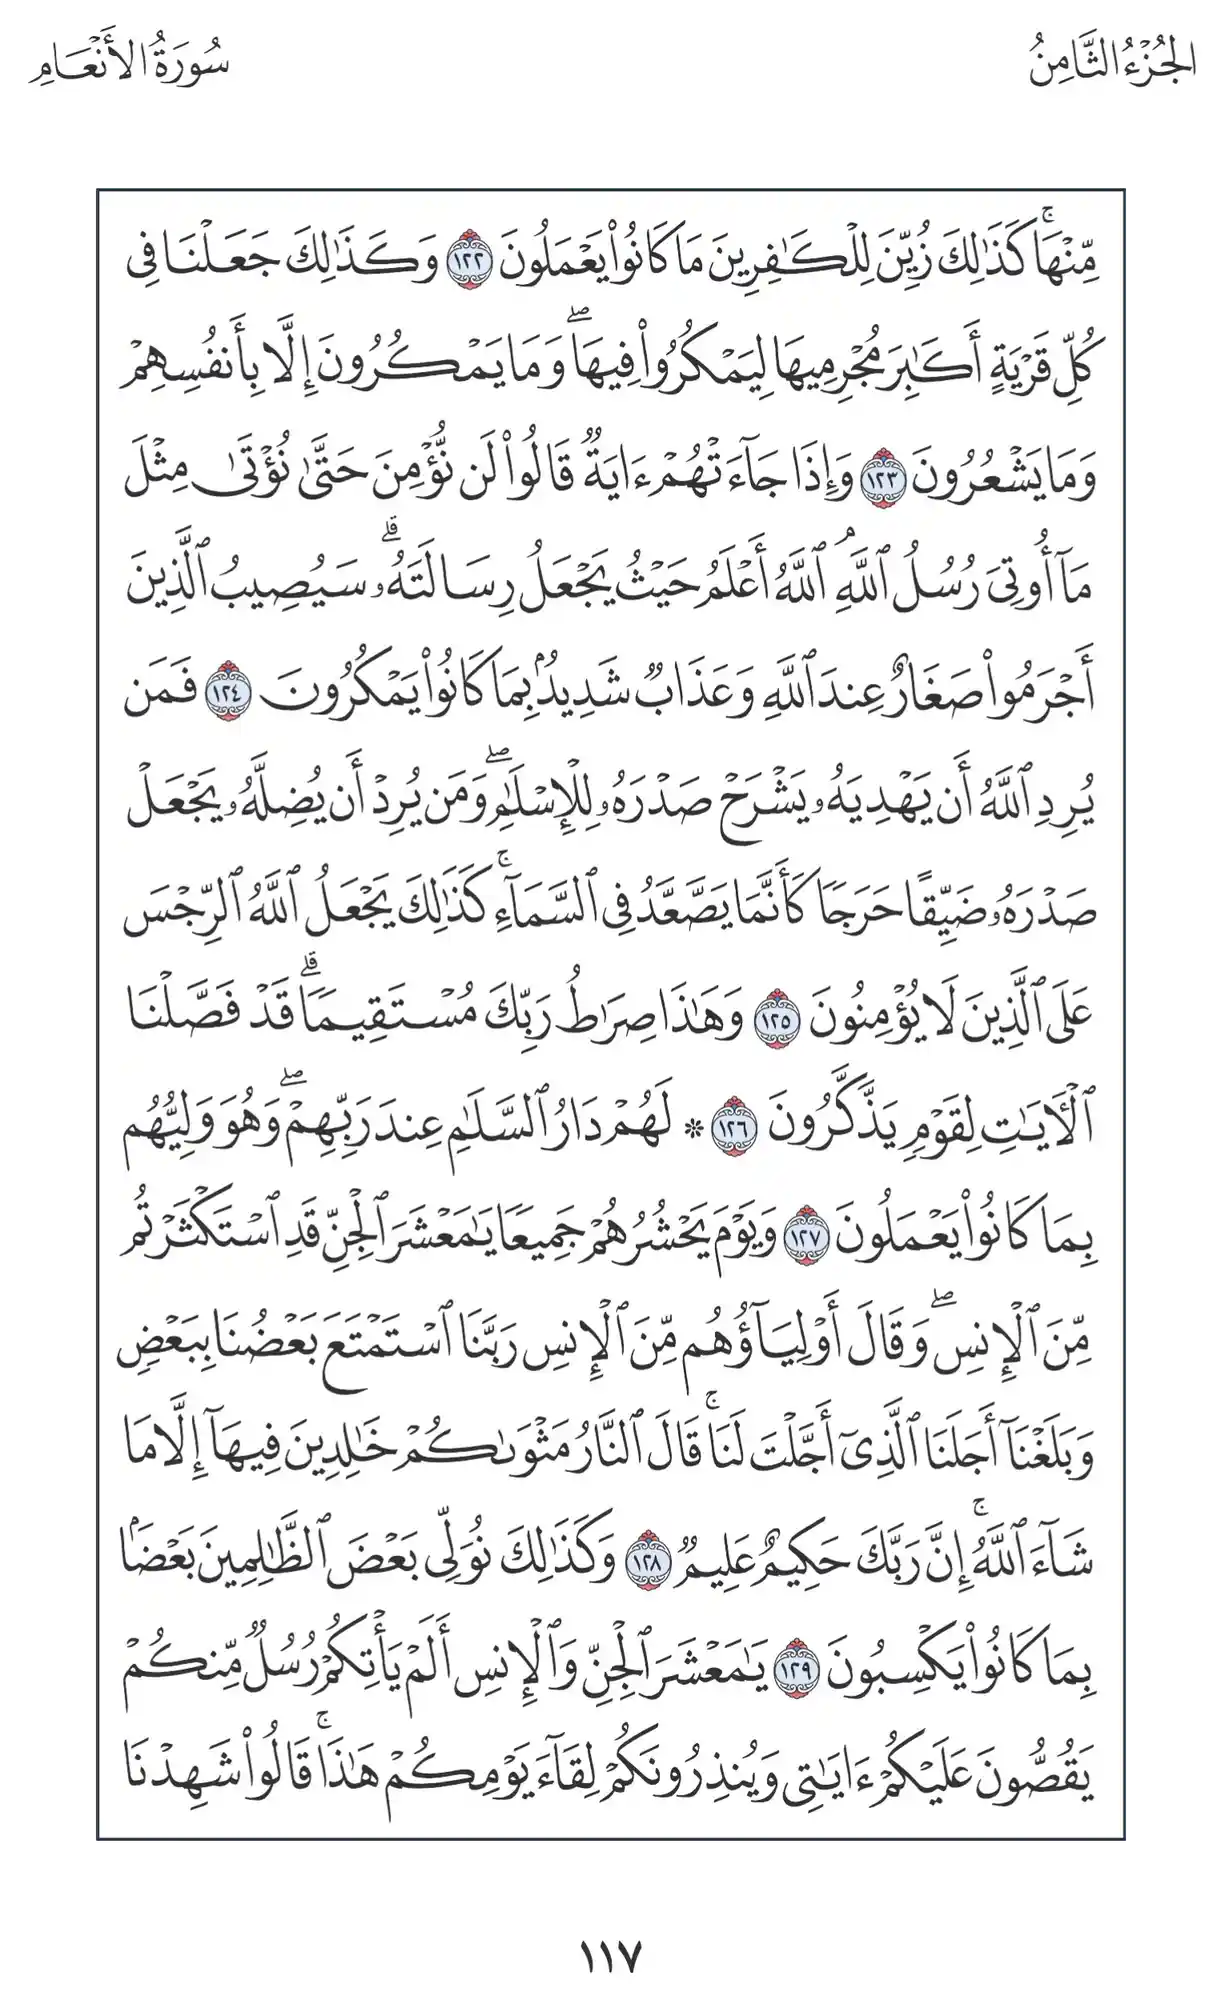 الجُزْءُ الثَّامِنُ
سُورَةُ الأَنْعَامِ
مِّنْهَاۚ كَذَٰلِكَ زُيِّنَ لِلْكَٰفِرِينَ مَا كَانُوا۟ يَعْمَلُونَ ١٢٢ وَكَذَٰلِكَ جَعَلْنَا فِى
كُلِّ قَرْيَةٍ أَكَٰبِرَ مُجْرِمِيهَا لِيَمْكُرُوا۟ فِيهَاۖ وَمَا يَمْكُرُونَ إِلَّا بِأَنفُسِهِمْ
وَمَا يَشْعُرُونَ ١٢٣ وَإِذَا جَآءَتْهُمْ ءَايَةٌ قَالُوا۟ لَن نُّؤْمِنَ حَتَّىٰ نُؤْتَىٰ مِثْلَ
مَآ أُوتِىَ رُسُلُ ٱللَّهِۘ ٱللَّهُ أَعْلَمُ حَيْثُ يَجْعَلُ رِسَالَتَهُۥۗ سَيُصِيبُ ٱلَّذِينَ
أَجْرَمُوا۟ صَغَارٌ عِندَ ٱللَّهِ وَعَذَابٌ شَدِيدٌۢ بِمَا كَانُوا۟ يَمْكُرُونَ ١٢٤ فَمَن
يُرِدِ ٱللَّهُ أَن يَهْدِيَهُۥ يَشْرَحْ صَدْرَهُۥ لِلْإِسْلَٰمِۖ وَمَن يُرِدْ أَن يُضِلَّهُۥ يَجْعَلْ
صَدْرَهُۥ ضَيِّقًا حَرَجًا كَأَنَّمَا يَصَّعَّدُ فِى ٱلسَّمَآءِۚ كَذَٰلِكَ يَجْعَلُ ٱللَّهُ ٱلرِّجْسَ
عَلَى ٱلَّذِينَ لَا يُؤْمِنُونَ ١٢٥ وَهَٰذَا صِرَٰطُ رَبِّكَ مُسْتَقِيمًاۗ قَدْ فَصَّلْنَا
ٱلْءَايَٰتِ لِقَوْمٍ يَذَّكَّرُونَ ١٢٦ ۞ لَهُمْ دَارُ ٱلسَّلَٰمِ عِندَ رَبِّهِمْۖ وَهُوَ وَلِيُّهُم
بِمَا كَانُوا۟ يَعْمَلُونَ ١٢٧ وَيَوْمَ يَحْشُرُهُمْ جَمِيعًا يَٰمَعْشَرَ ٱلْجِنِّ قَدِ ٱسْتَكْثَرْتُم
مِّنَ ٱلْإِنسِۖ وَقَالَ أَوْلِيَآؤُهُم مِّنَ ٱلْإِنسِ رَبَّنَا ٱسْتَمْتَعَ بَعْضُنَا بِبَعْضٍ
وَبَلَغْنَآ أَجَلَنَا ٱلَّذِىٓ أَجَّلْتَ لَنَاۚ قَالَ ٱلنَّارُ مَثْوَىٰكُمْ خَٰلِدِينَ فِيهَآ إِلَّا مَا
شَآءَ ٱللَّهُۚ إِنَّ رَبَّكَ حَكِيمٌ عَلِيمٌ ١٢٨ وَكَذَٰلِكَ نُوَلِّى بَعْضَ ٱلظَّٰلِمِينَ بَعْضًۢا
بِمَا كَانُوا۟ يَكْسِبُونَ ١٢٩ يَٰمَعْشَرَ ٱلْجِنِّ وَٱلْإِنسِ أَلَمْ يَأْتِكُمْ رُسُلٌ مِّنكُمْ
يَقُصُّونَ عَلَيْكُمْ ءَايَٰتِى وَيُنذِرُونَكُمْ لِقَآءَ يَوْمِكُمْ هَٰذَاۚ قَالُوا۟ شَهِدْنَا
١١٧